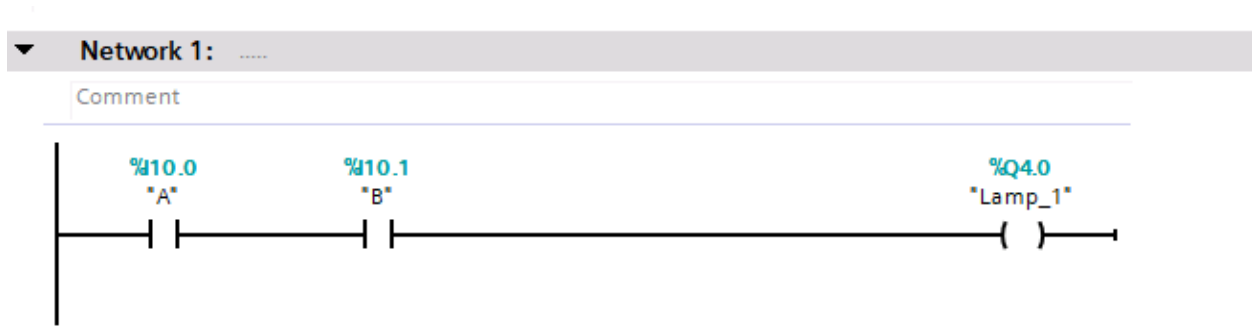 Network 1: .....
Comment
%I10.0 %I10.1 %Q4.0
"A" "B" "Lamp_1"